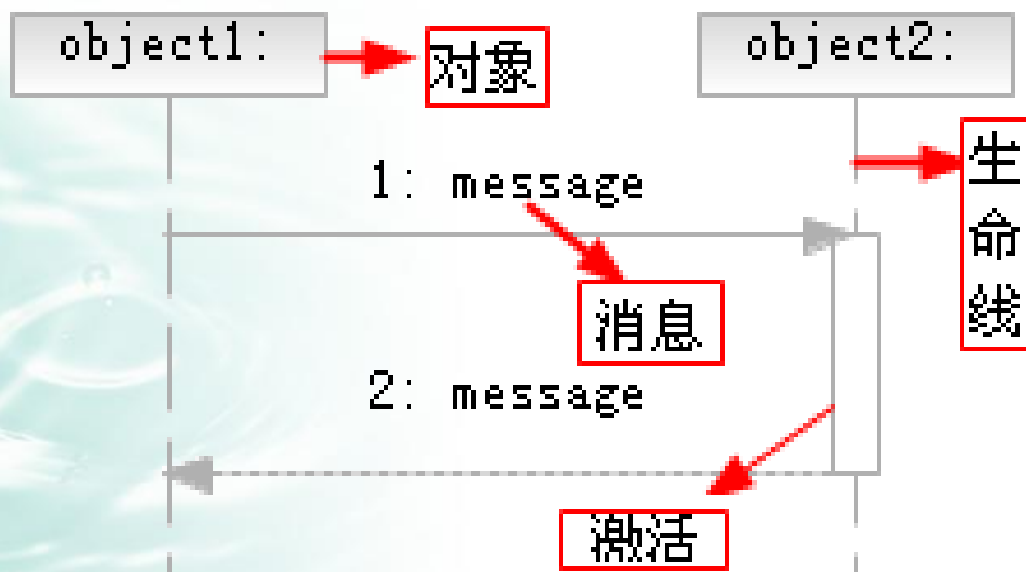 object1:
对象
object2:
1: message
生
命
线
消息
2: message
激活